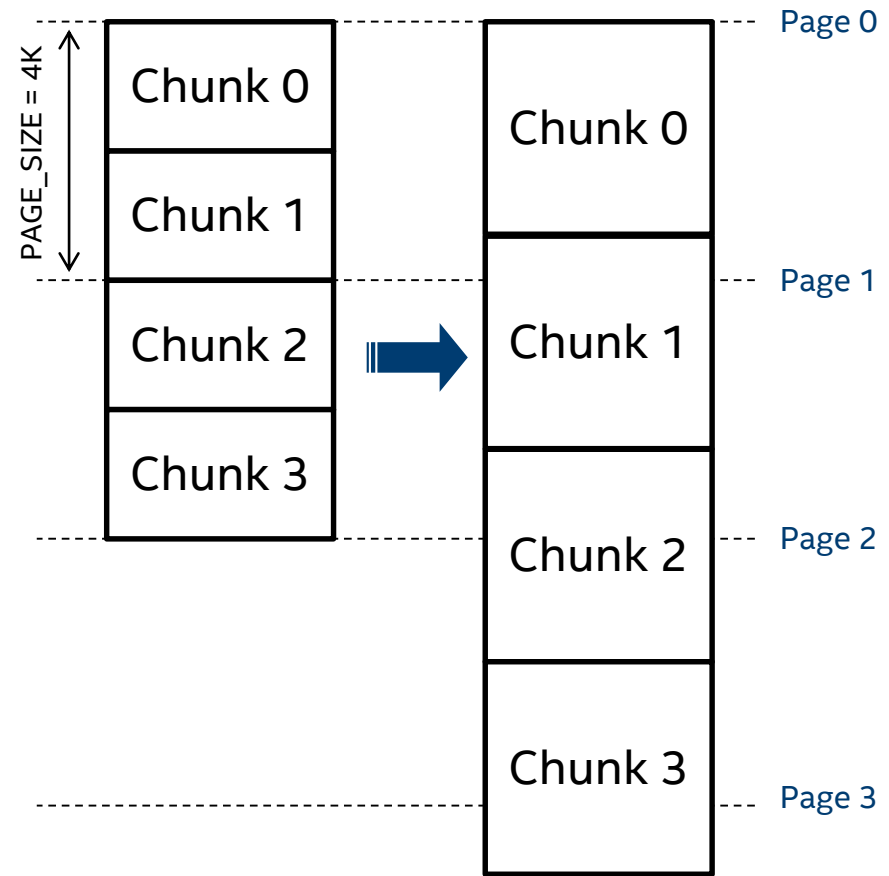 PAGE_SIZE = 4K
Chunk 0
Chunk 1
Chunk 2
Chunk 3
Chunk 0
Chunk 1
Chunk 2
Chunk 3
Page 0
Page 1
Page 2
Page 3